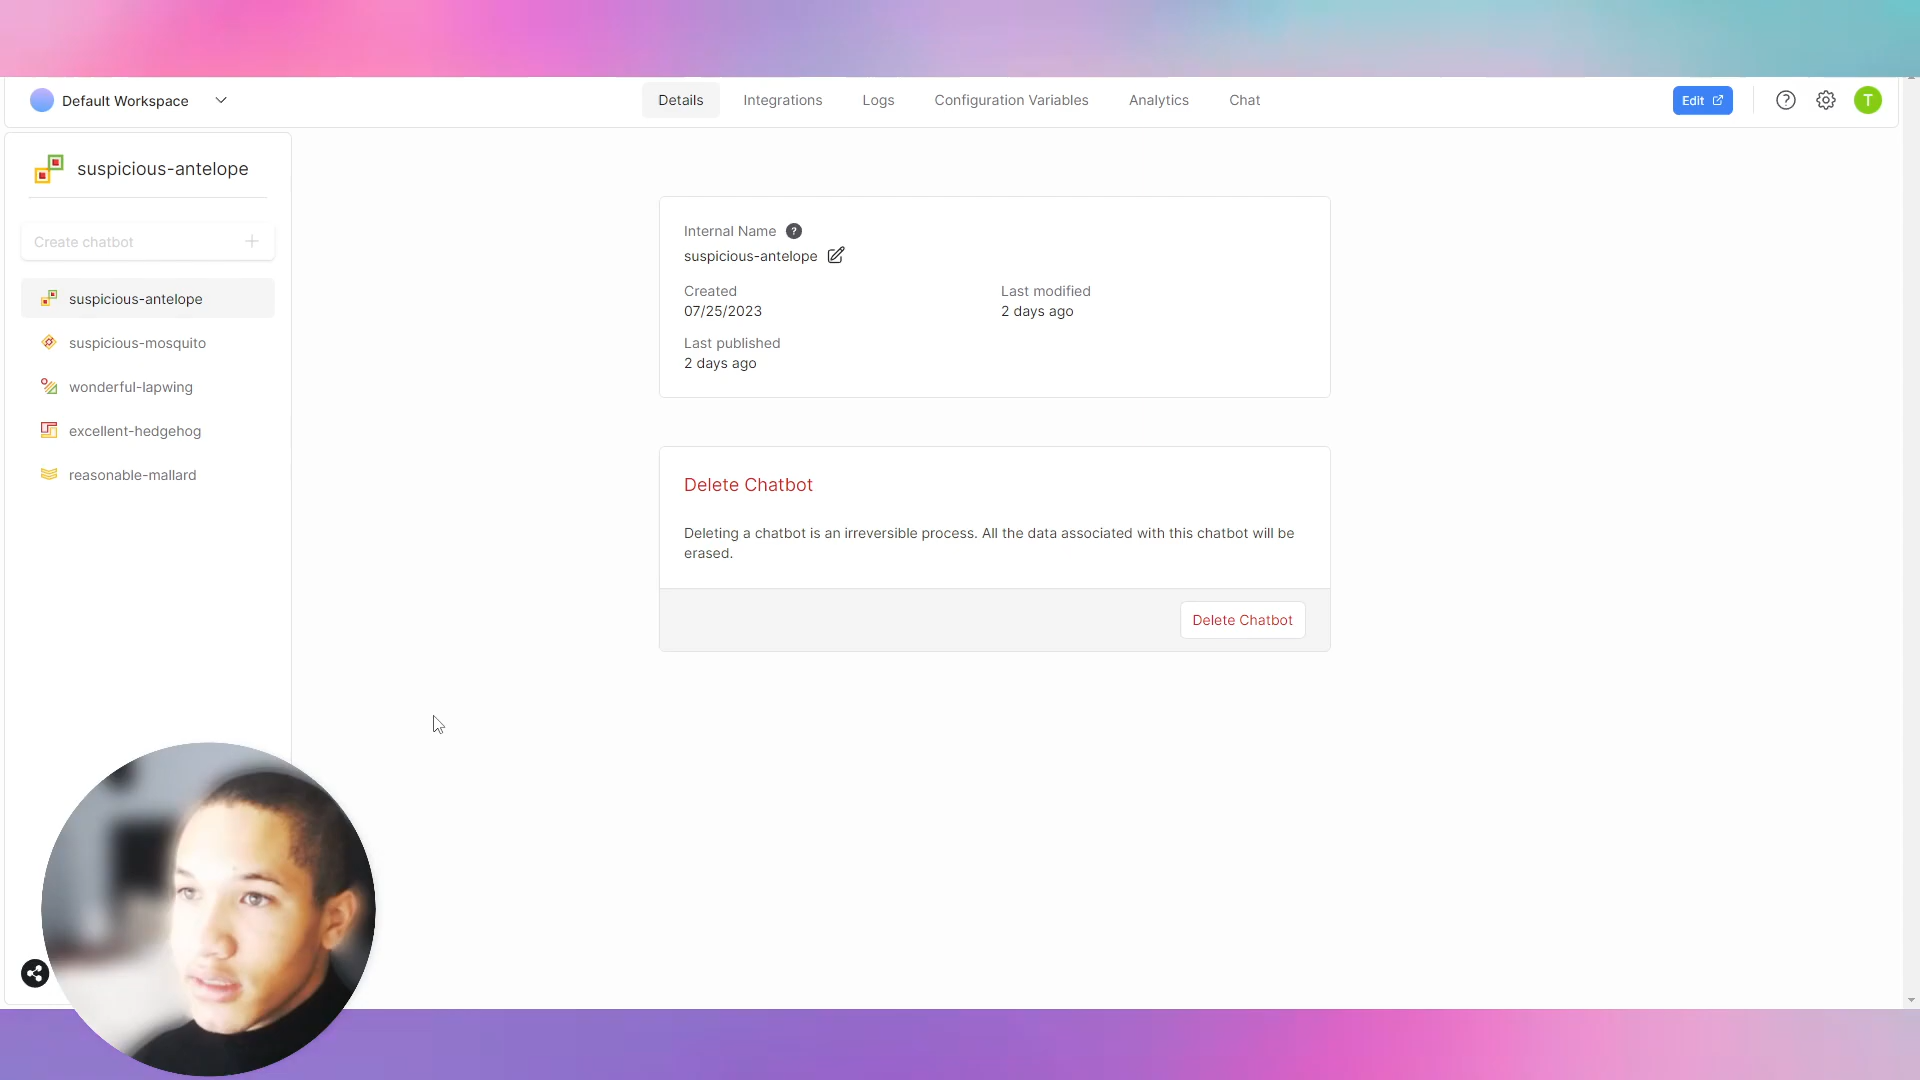 Default Workspace
Details
Integrations
Logs
Configuration Variables
Analytics
Chat
Edit
T
suspicious-antelope
Create chatbot
suspicious-antelope
suspicious-mosquito
wonderful-lapwing
excellent-hedgehog
reasonable-mallard
Internal Name ?
suspicious-antelope
Created
07/25/2023
Last modified
2 days ago
Last published
2 days ago
Delete Chatbot
Deleting a chatbot is an irreversible process. All the data associated with this chatbot will be
erased.
Delete Chatbot